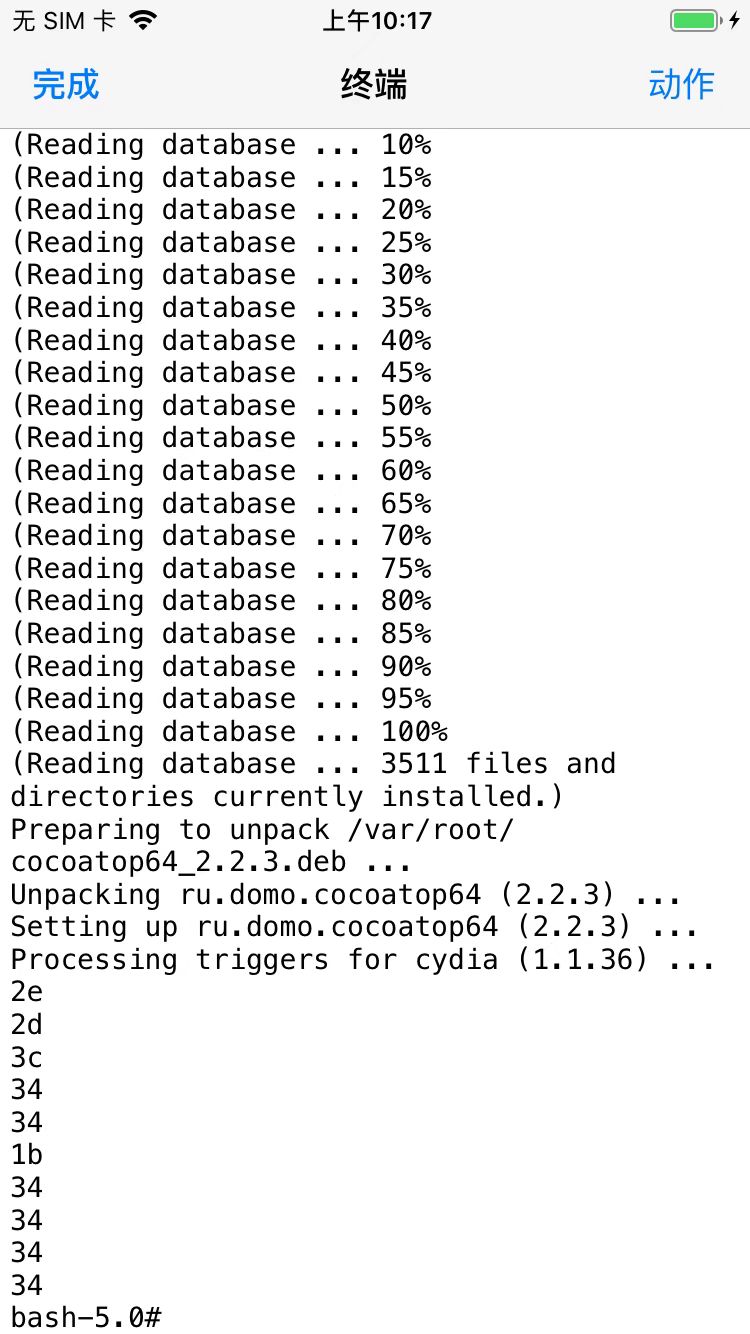 无 SIM 卡 上午10:17
完成 终端 动作
(Reading database ... 10%
(Reading database ... 15%
(Reading database ... 20%
(Reading database ... 25%
(Reading database ... 30%
(Reading database ... 35%
(Reading database ... 40%
(Reading database ... 45%
(Reading database ... 50%
(Reading database ... 55%
(Reading database ... 60%
(Reading database ... 65%
(Reading database ... 70%
(Reading database ... 75%
(Reading database ... 80%
(Reading database ... 85%
(Reading database ... 90%
(Reading database ... 95%
(Reading database ... 100%
(Reading database ... 3511 files and
directories currently installed.)
Preparing to unpack /var/root/
cocoatop64_2.2.3.deb ...
Unpacking ru.domo.cocoatop64 (2.2.3) ...
Setting up ru.domo.cocoatop64 (2.2.3) ...
Processing triggers for cydia (1.1.36) ...
2e
2d
3c
34
34
1b
34
34
34
34
bash-5.0#